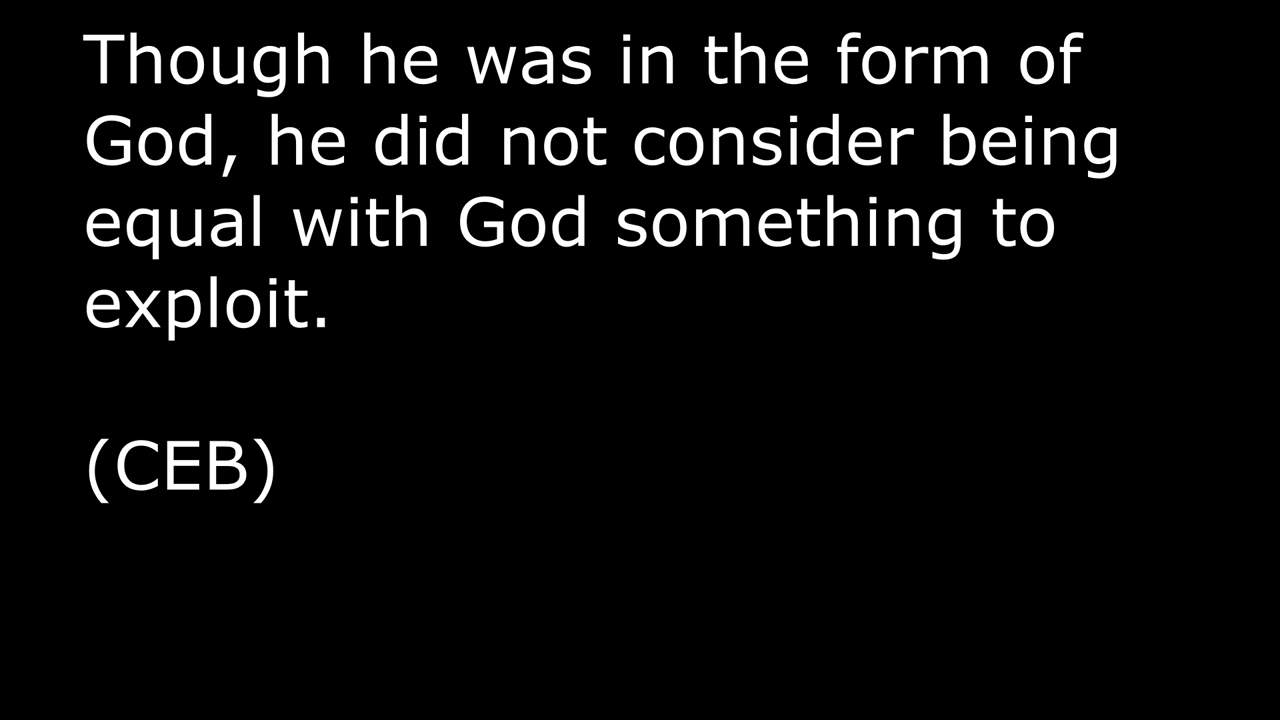 Though he was in the form of
God, he did not consider being
equal with God something to
exploit.
(CEB)